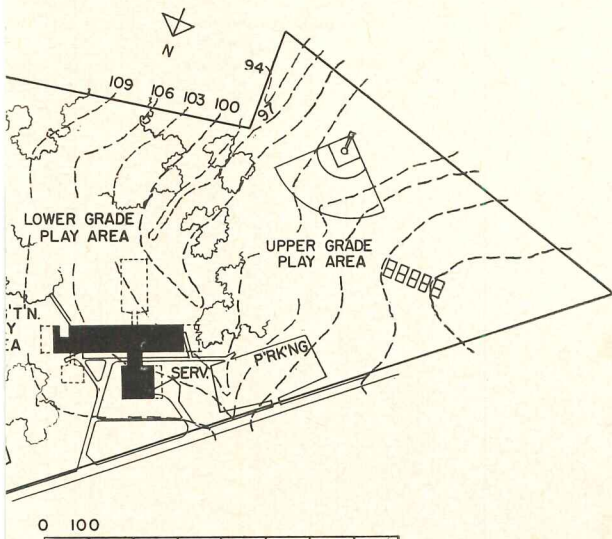 N
94
109 106 103 100
97
LOWER GRADE
PLAY AREA
UPPER GRADE
PLAY AREA
T'N.
Y
EA
P'RK'NG
SERV.
0 100